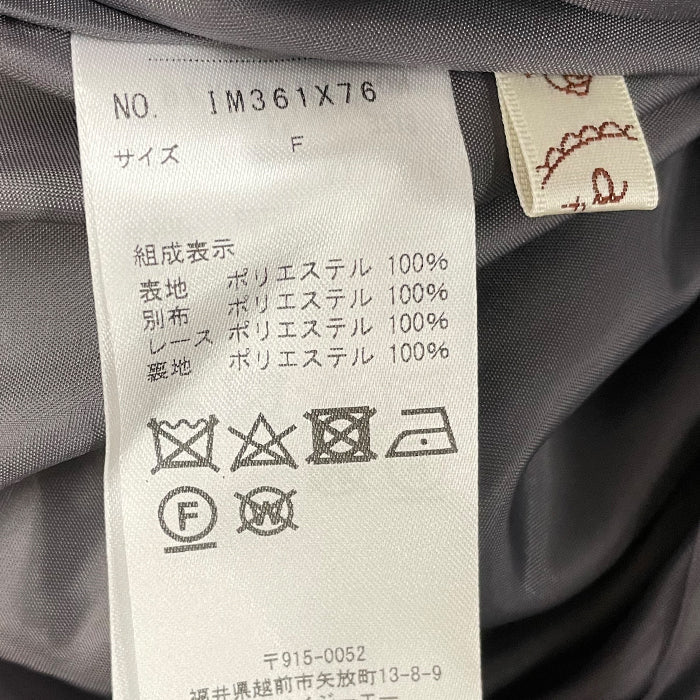 NO. IM361X76
サイズ F
組成表示
表地 ポリエステル 100%
別布 ポリエステル 100%
レース ポリエステル 100%
裏地 ポリエステル 100%
F W
〒915-0052
福井県越前市矢放町13-8-9